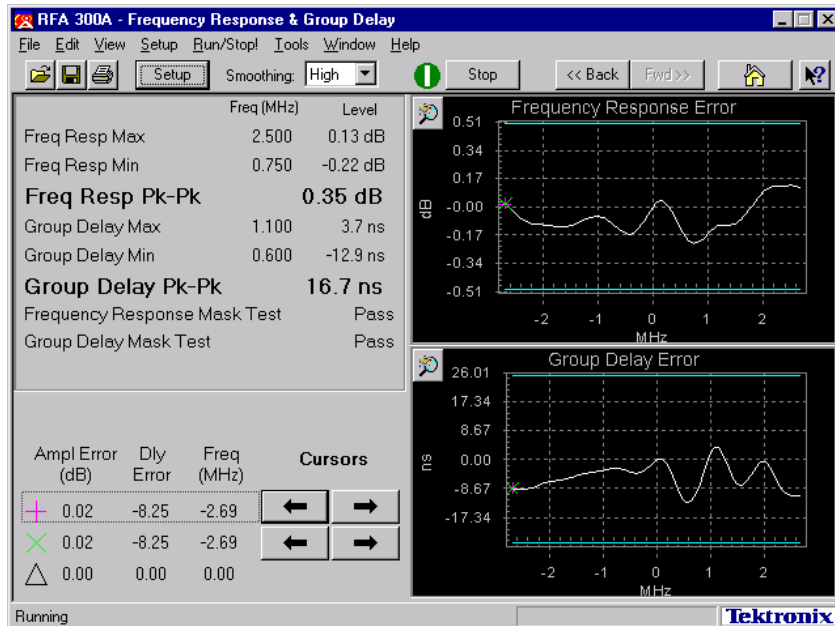 RFA 300A - Frequency Response & Group Delay
File Edit View Setup Run/Stop! Tools Window Help
Setup Smoothing: High Stop << Back Fwd >>
Freq (MHz) Level
Freq Resp Max 2.500 0.13 dB
Freq Resp Min 0.750 -0.22 dB
Freq Resp Pk-Pk 0.35 dB
Group Delay Max 1.100 3.7 ns
Group Delay Min 0.600 -12.9 ns
Group Delay Pk-Pk 16.7 ns
Frequency Response Mask Test Pass
Group Delay Mask Test Pass
Frequency Response Error
0.51
0.34
0.17
-0.00
-0.17
-0.34
-0.51
dB
-2 -1 0 1 2
MHz
Group Delay Error
26.01
17.34
8.67
0.00
-8.67
-17.34
ns
-2 -1 0 1 2
MHz
Ampl Error (dB) Dly Error Freq (MHz) Cursors
0.02 -8.25 -2.69
0.02 -8.25 -2.69
0.00 0.00 0.00
Running
Tektronix